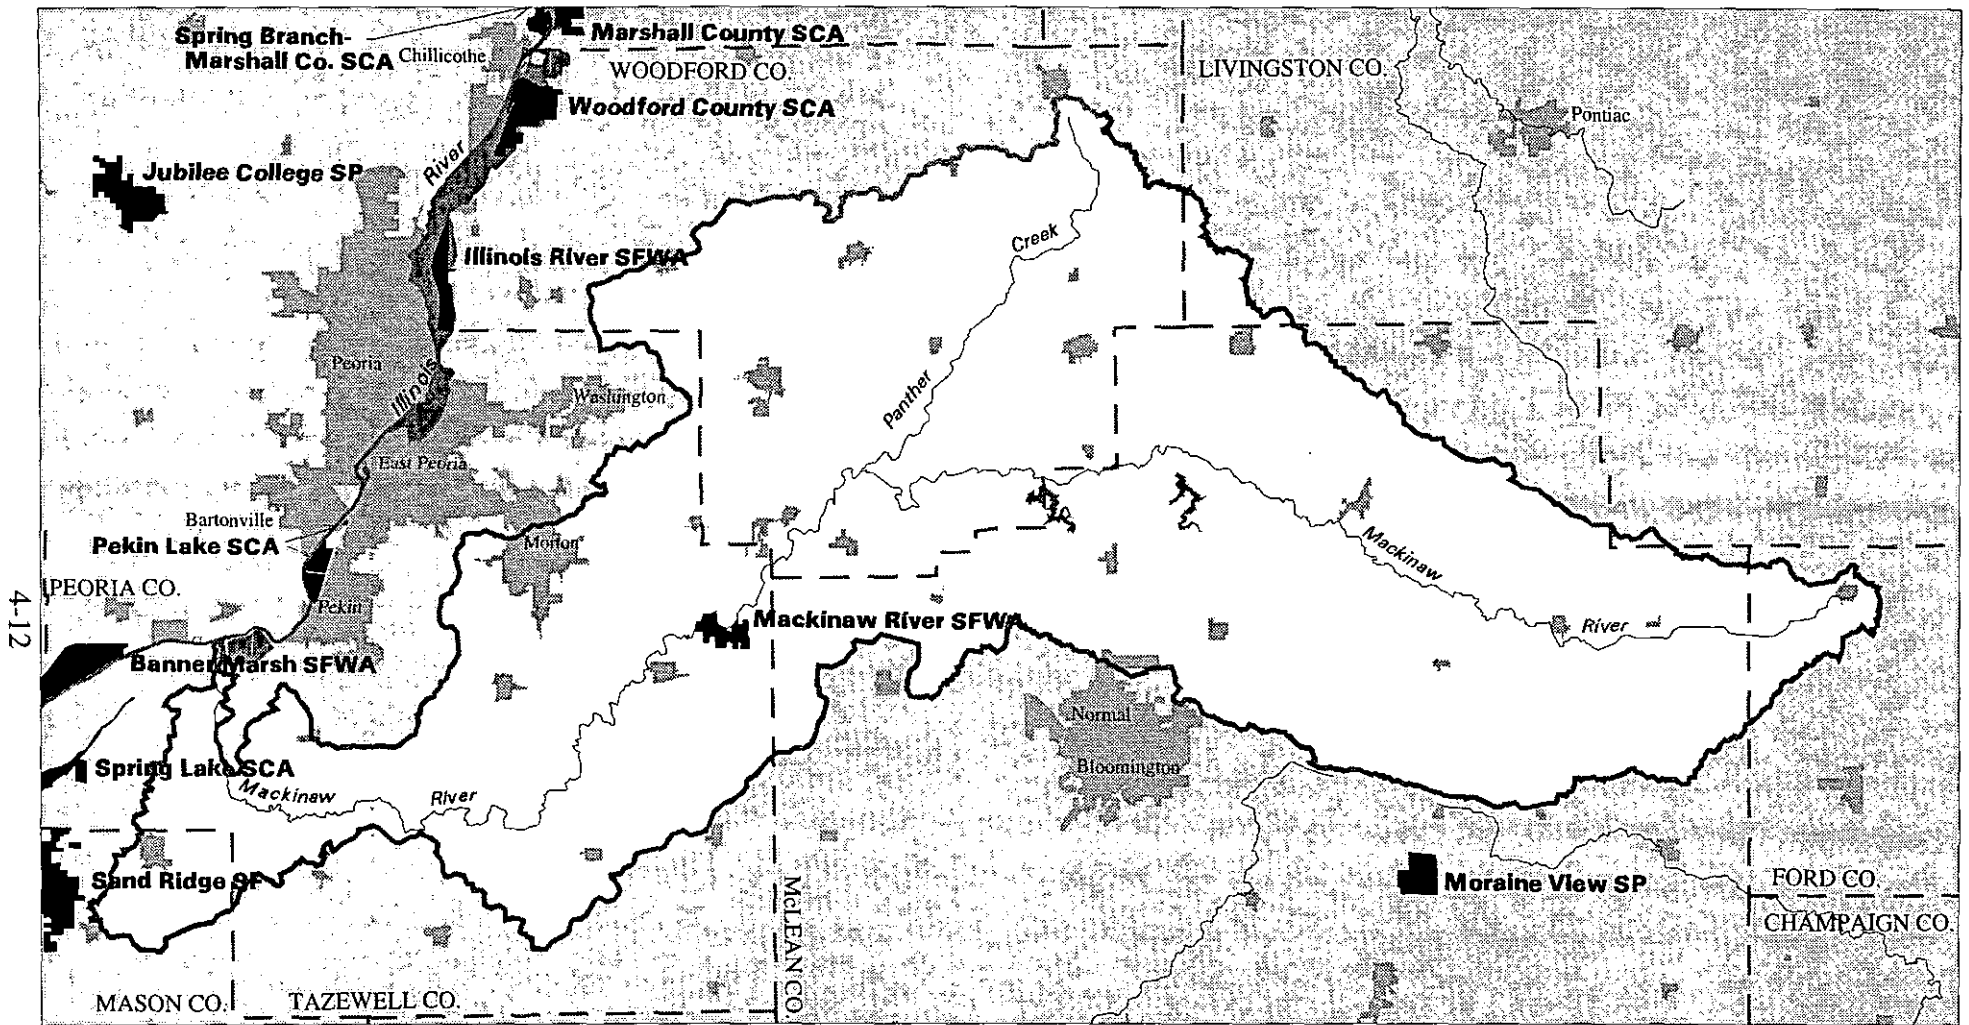 Spring Branch-
Marshall Co. SCA
Chillicothe
Marshall County SCA
WOODFORD CO.
LIVINGSTON CO.
Woodford County SCA
Pontiac
Jubilee College SP
River
Illinois River SFWA
Creek
Peoria
Illinois
Washington
Panther
East Peoria
Bartonville
Pekin Lake SCA
Morton
Mackinaw
PEORIA CO.
Pekin
4-12
Mackinaw River SFWA
River
Banner Marsh SFWA
Normal
Spring Lake SCA
Bloomington
Mackinaw
River
Sand Ridge SF
Moraine View SP
FORD CO.
CHAMPAIGN CO.
McLEAN CO.
MASON CO.
TAZEWELL CO.